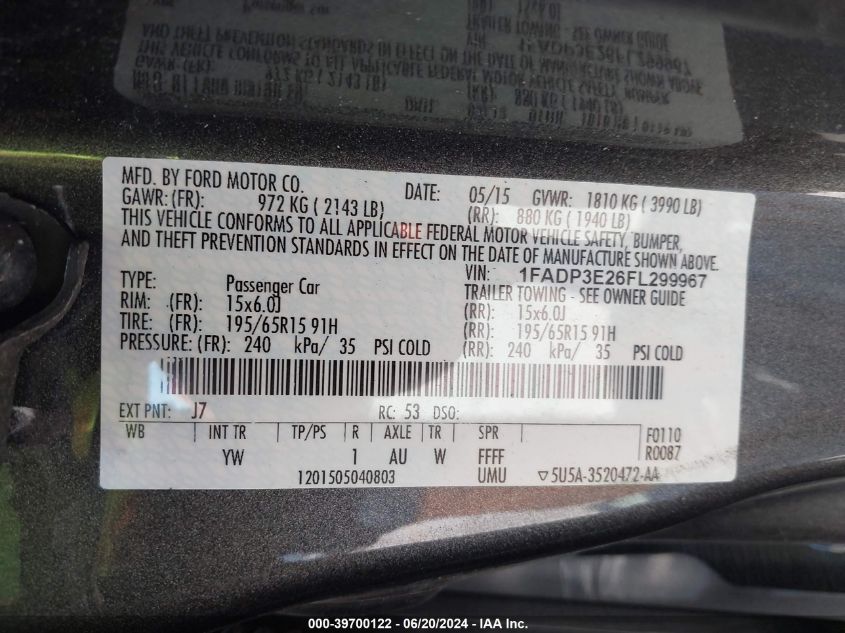 MFD. BY FORD MOTOR CO. DATE: 05/15 GVWR: 1810 KG ( 3990 LB)
GAWR: (FR): 972 KG ( 2143 LB) (RR): 880 KG ( 1940 LB)
THIS VEHICLE CONFORMS TO ALL APPLICABLE FEDERAL MOTOR VEHICLE SAFETY, BUMPER,
AND THEFT PREVENTION STANDARDS IN EFFECT ON THE DATE OF MANUFACTURE SHOWN ABOVE.
VIN: 1FADP3E26FL299967
TYPE: Passenger Car TRAILER TOWING - SEE OWNER GUIDE
RIM: (FR): 15x6.0J (RR): 15x6.0J
TIRE: (FR): 195/65R15 91H (RR): 195/65R15 91H
PRESSURE: (FR): 240 kPa/ 35 PSI COLD (RR): 240 kPa/ 35 PSI COLD
EXT PNT: J7 RC: 53 DSO:
WB INT TR TP/PS R AXLE TR SPR F0110
YW 1 AU W FFFF R0087
1201505040803 UMU ▽5U5A-3520472-AA
000-39700122 - 06/20/2024 - IAA Inc.